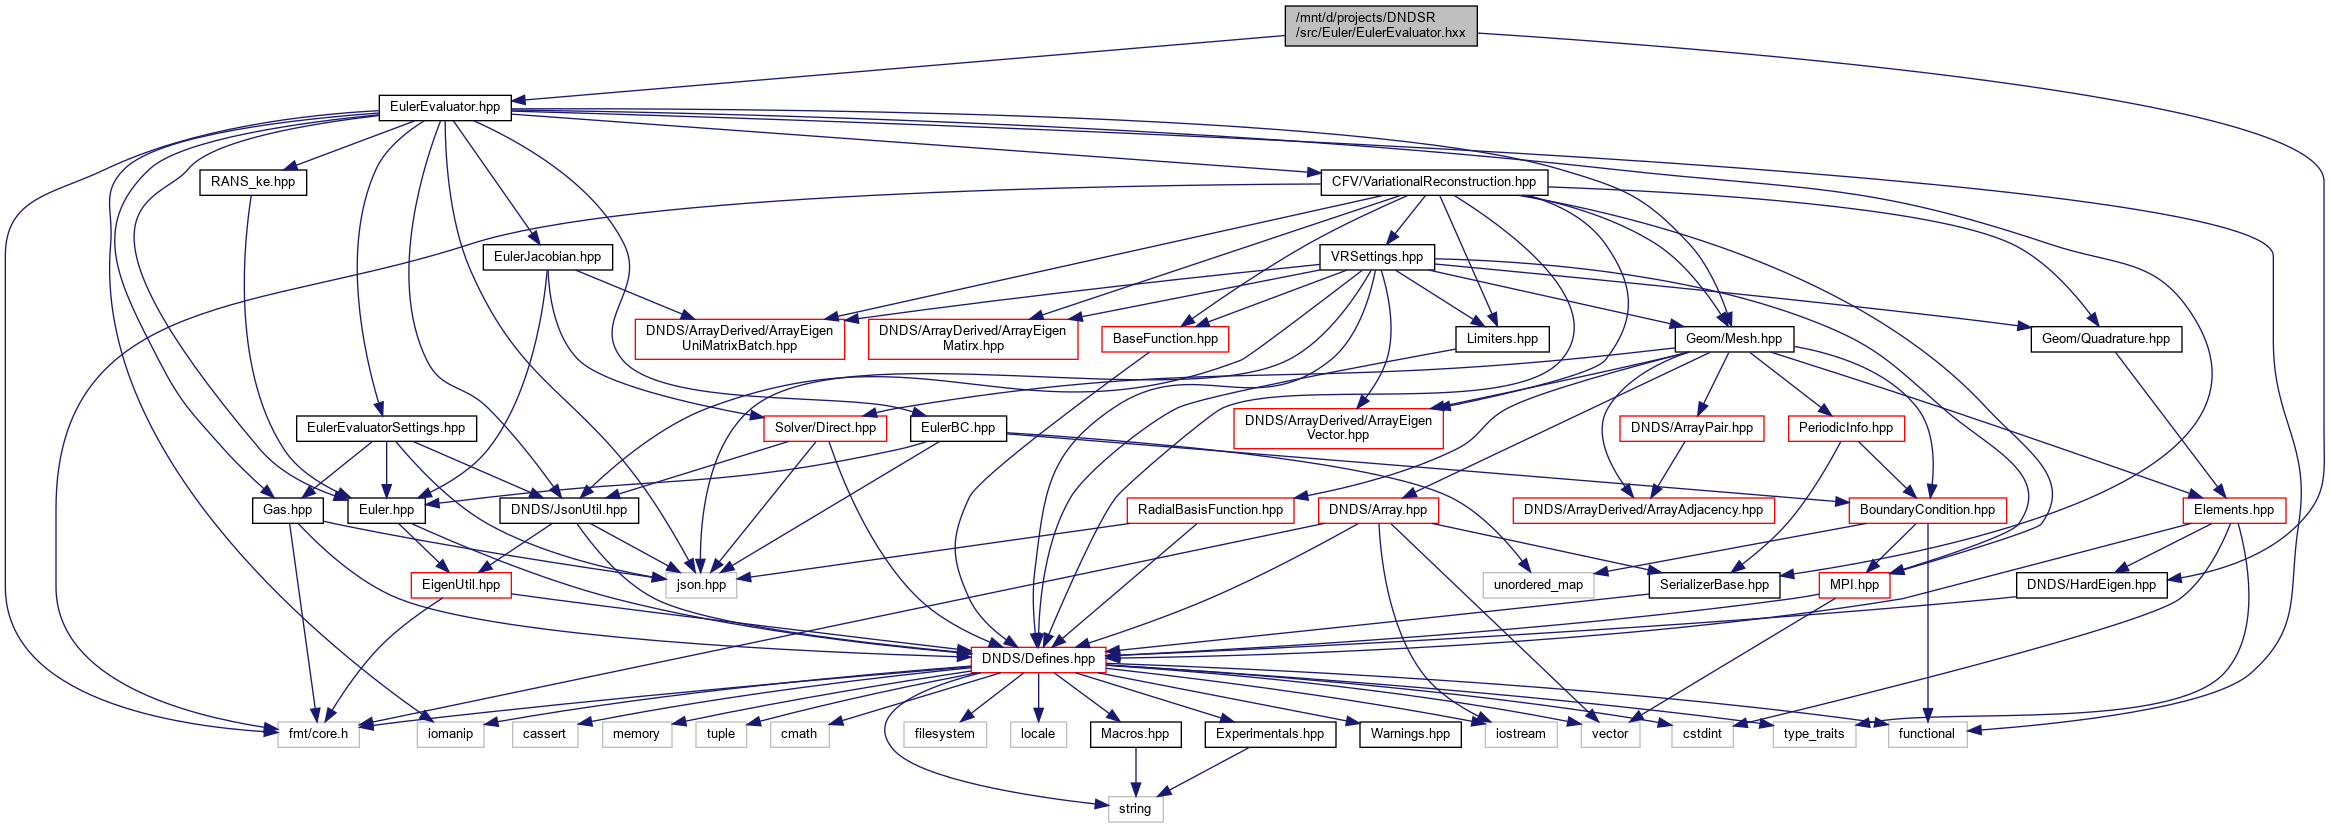 /mnt/d/projects/DNDSR
/src/Euler/EulerEvaluator.hxx
EulerEvaluator.hpp
RANS_ke.hpp
CFV/VariationalReconstruction.hpp
EulerJacobian.hpp
VRSettings.hpp
DNDS/ArrayDerived/ArrayEigen
UniMatrixBatch.hpp
DNDS/ArrayDerived/ArrayEigen
Matirx.hpp
BaseFunction.hpp
Limiters.hpp
Geom/Mesh.hpp
Geom/Quadrature.hpp
EulerEvaluatorSettings.hpp
Solver/Direct.hpp
EulerBC.hpp
DNDS/ArrayDerived/ArrayEigen
Vector.hpp
DNDS/ArrayPair.hpp
PeriodicInfo.hpp
Gas.hpp
Euler.hpp
DNDS/JsonUtil.hpp
RadialBasisFunction.hpp
DNDS/Array.hpp
DNDS/ArrayDerived/ArrayAdjacency.hpp
BoundaryCondition.hpp
Elements.hpp
EigenUtil.hpp
json.hpp
unordered_map
SerializerBase.hpp
MPI.hpp
DNDS/HardEigen.hpp
DNDS/Defines.hpp
fmt/core.h
iomanip
cassert
memory
tuple
cmath
filesystem
locale
Macros.hpp
Experimentals.hpp
Warnings.hpp
iostream
vector
cstdint
type_traits
functional
string